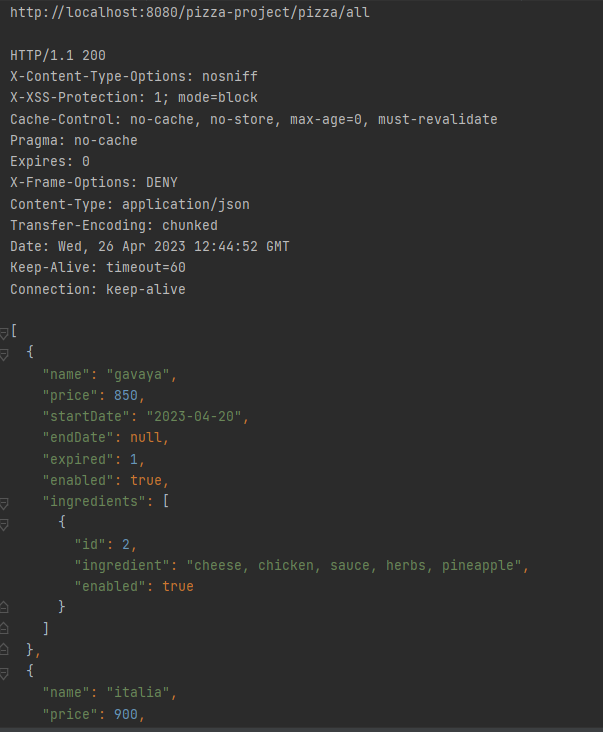 http://localhost:8080/pizza-project/pizza/all
HTTP/1.1 200
X-Content-Type-Options: nosniff
X-XSS-Protection: 1; mode=block
Cache-Control: no-cache, no-store, max-age=0, must-revalidate
Pragma: no-cache
Expires: 0
X-Frame-Options: DENY
Content-Type: application/json
Transfer-Encoding: chunked
Date: Wed, 26 Apr 2023 12:44:52 GMT
Keep-Alive: timeout=60
Connection: keep-alive
[
  {
    "name": "gavaya",
    "price": 850,
    "startDate": "2023-04-20",
    "endDate": null,
    "expired": 1,
    "enabled": true,
    "ingredients": [
      {
        "id": 2,
        "ingredient": "cheese, chicken, sauce, herbs, pineapple",
        "enabled": true
      }
    ]
  },
  {
    "name": "italia",
    "price": 900,